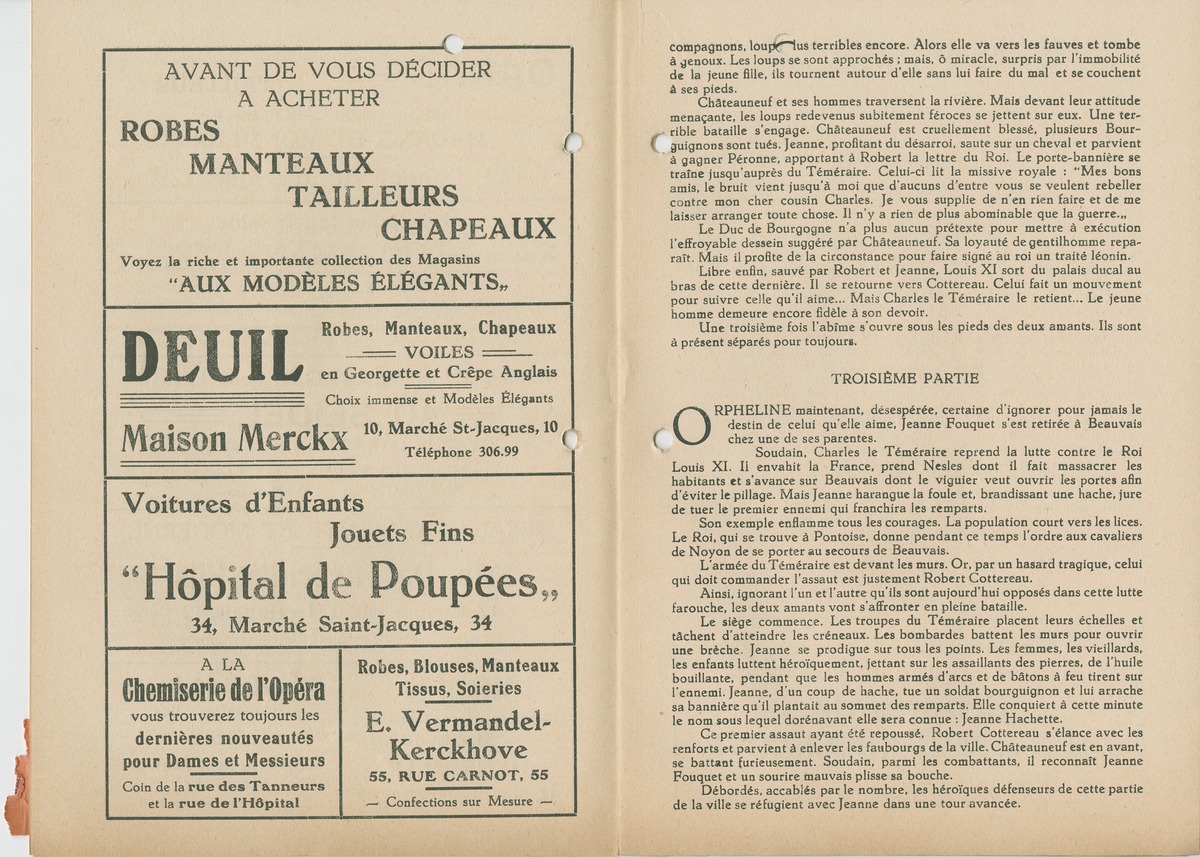 AVANT DE VOUS DÉCIDER
A ACHETER
ROBES
MANTEAUX
TAILLEURS
CHAPEAUX
Voyez la riche et importante collection des Magasins
“AUX MODÈLES ÉLÉGANTS„
DEUIL
Robes, Manteaux, Chapeaux
VOILES
en Georgette et Crêpe Anglais
Choix immense et Modèles Élégants
Maison Merckx
10, Marché St-Jacques, 10
Téléphone 306.99
Voitures d'Enfants
Jouets Fins
“Hôpital de Poupées„
34, Marché Saint-Jacques, 34
A LA
Chemiserie de l'Opéra
vous trouverez toujours les
dernières nouveautés
pour Dames et Messieurs
Coin de la rue des Tanneurs
et la rue de l'Hôpital
Robes, Blouses, Manteaux
Tissus, Soieries
E. Vermandel-
Kerckhove
55, RUE CARNOT, 55
— Confections sur Mesure —
compagnons, loups lus terribles encore. Alors elle va vers les fauves et tombe
à genoux. Les loups se sont approchés ; mais, ô miracle, surpris par l'immobilité
de la jeune fille, ils tournent autour d'elle sans lui faire du mal et se couchent
à ses pieds.
Châteauneuf et ses hommes traversent la rivière. Mais devant leur attitude
menaçante, les loups redevenus subitement féroces se jettent sur eux. Une ter-
rible bataille s'engage. Châteauneuf est cruellement blessé, plusieurs Bour-
guignons sont tués. Jeanne, profitant du désarroi, saute sur un cheval et parvient
à gagner Péronne, apportant à Robert la lettre du Roi. Le porte-bannière se
traîne jusqu'auprès du Téméraire. Celui-ci lit la missive royale : “Mes bons
amis, le bruit vient jusqu'à moi que d'aucuns d'entre vous se veulent rebeller
contre mon cher cousin Charles. Je vous supplie de n'en rien faire et de me
laisser arranger toute chose. Il n'y a rien de plus abominable que la guerre.„
Le Duc de Bourgogne n'a plus aucun prétexte pour mettre à exécution
l'effroyable dessein suggéré par Châteauneuf. Sa loyauté de gentilhomme repa-
raît. Mais il profite de la circonstance pour faire signé au roi un traité léonin.
Libre enfin, sauvé par Robert et Jeanne, Louis XI sort du palais ducal au
bras de cette dernière. Il se retourne vers Cottereau. Celui fait un mouvement
pour suivre celle qu'il aime... Mais Charles le Téméraire le retient... Le jeune
homme demeure encore fidèle à son devoir.
Une troisième fois l'abîme s'ouvre sous les pieds des deux amants. Ils sont
à présent séparés pour toujours.
TROISIÈME PARTIE
ORPHELINE maintenant, désespérée, certaine d'ignorer pour jamais le
destin de celui qu'elle aime, Jeanne Fouquet s'est retirée à Beauvais
chez une de ses parentes.
Soudain, Charles le Téméraire reprend la lutte contre le Roi
Louis XI. Il envahit la France, prend Nesles dont il fait massacrer les
habitants et s'avance sur Beauvais dont le viguier veut ouvrir les portes afin
d'éviter le pillage. Mais Jeanne harangue la foule et, brandissant une hache, jure
de tuer le premier ennemi qui franchira les remparts.
Son exemple enflamme tous les courages. La population court vers les lices.
Le Roi, qui se trouve à Pontoise, donne pendant ce temps l'ordre aux cavaliers
de Noyon de se porter au secours de Beauvais.
L'armée du Téméraire est devant les murs. Or, par un hasard tragique, celui
qui doit commander l'assaut est justement Robert Cottereau.
Ainsi, ignorant l'un et l'autre qu'ils sont aujourd'hui opposés dans cette lutte
farouche, les deux amants vont s'affronter en pleine bataille.
Le siège commence. Les troupes du Téméraire placent leurs échelles et
tâchent d'atteindre les créneaux. Les bombardes battent les murs pour ouvrir
une brèche. Jeanne se prodigue sur tous les points. Les femmes, les vieillards,
les enfants luttent héroïquement, jettant sur les assaillants des pierres, de l'huile
bouillante, pendant que les hommes armés d'arcs et de bâtons à feu tirent sur
l'ennemi. Jeanne, d'un coup de hache, tue un soldat bourguignon et lui arrache
sa bannière qu'il plantait au sommet des remparts. Elle conquiert à cette minute
le nom sous lequel dorénavant elle sera connue : Jeanne Hachette.
Ce premier assaut ayant été repoussé, Robert Cottereau s'élance avec les
renforts et parvient à enlever les faubourgs de la ville. Châteauneuf est en avant,
se battant furieusement. Soudain, parmi les combattants, il reconnaît Jeanne
Fouquet et un sourire mauvais plisse sa bouche.
Débordés, accablés par le nombre, les héroïques défenseurs de cette partie
de la ville se réfugient avec Jeanne dans une tour avancée.